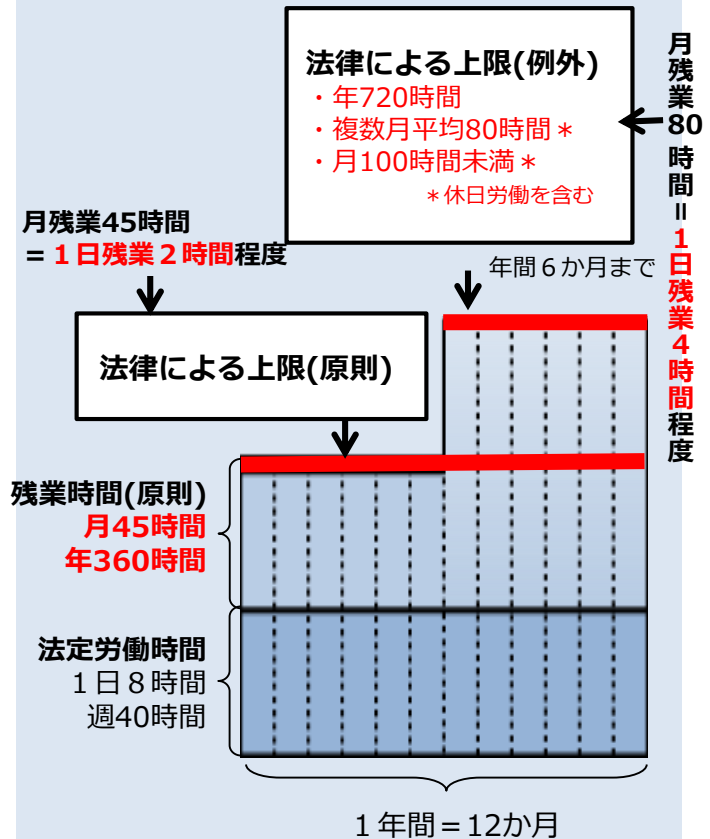 法律による上限(例外)
・年720時間
・複数月平均80時間＊
・月100時間未満＊
＊休日労働を含む
月残業80時間＝１日残業４時間程度
月残業45時間
=１日残業２時間程度
年間６か月まで
法律による上限(原則)
残業時間(原則)
月45時間
年360時間
法定労働時間
１日８時間
週40時間
１年間＝12か月